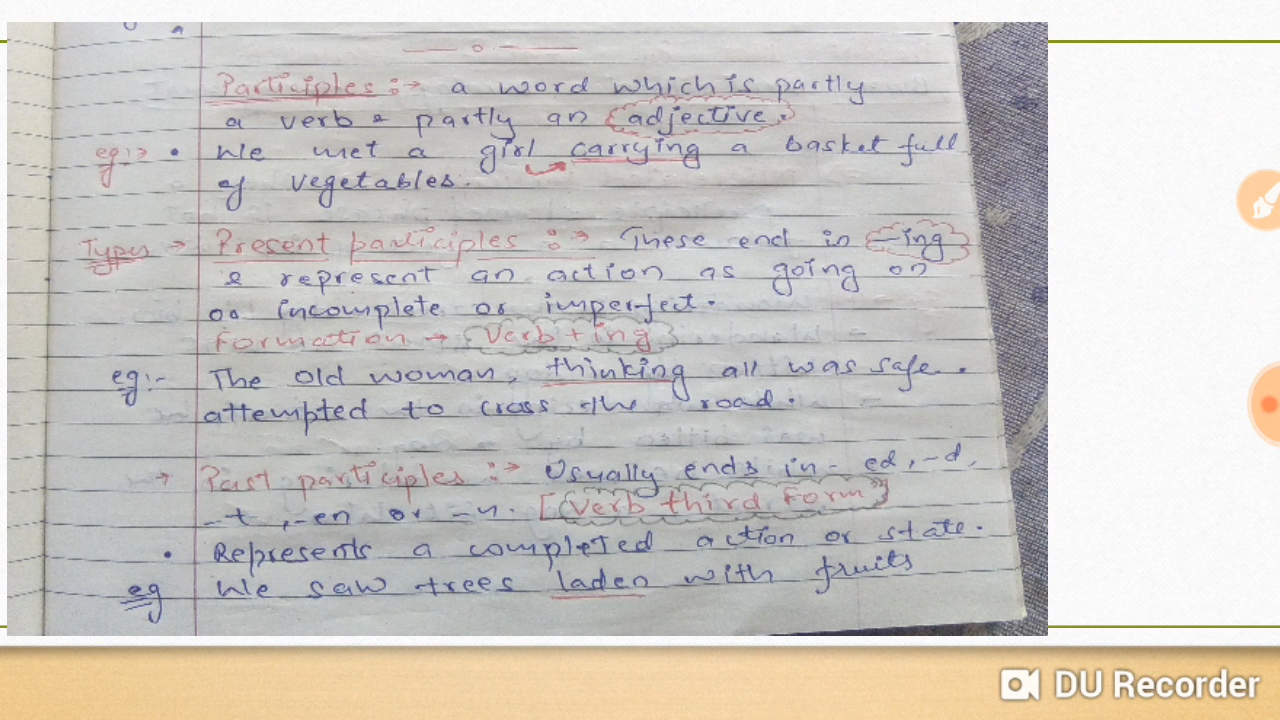 Participles :→ a word which is partly
a verb & partly an adjective.
eg:→ • We met a girl carrying a basket full
of vegetables.
Types → Present participles :→ These end in -ing
& represent an action as going on
or incomplete or imperfect.
Formation → Verb + ing
eg:- The old woman, thinking all was safe.
attempted to cross the road.
→ Past participles :→ Usually ends in - ed, -d,
-t, -en or -n. [Verb third form]
• Represents a completed action or state.
eg We saw trees laden with fruits
DU Recorder